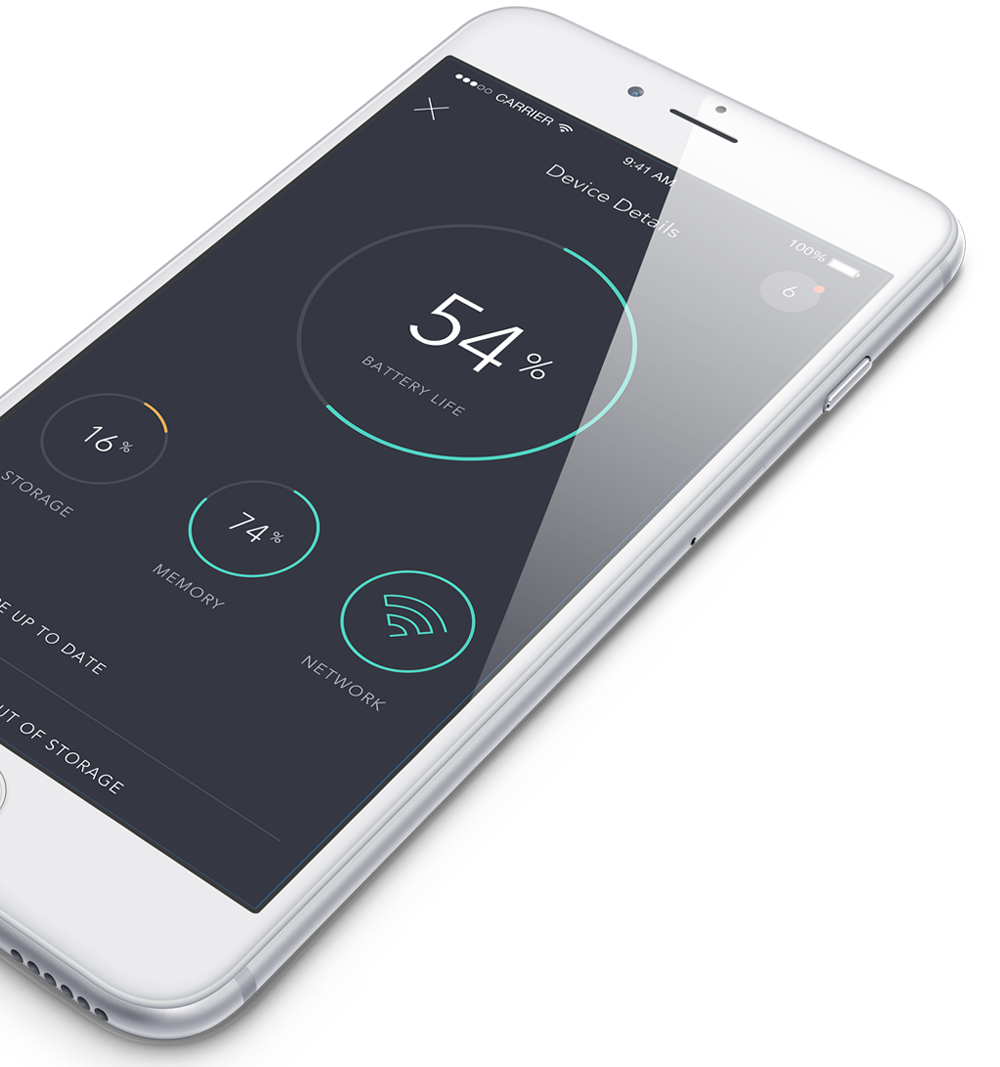 CARRIER
9:41 AM
100%
Device Details
6
54%
BATTERY LIFE
16%
STORAGE
74%
MEMORY
NETWORK
UP TO DATE
OF STORAGE